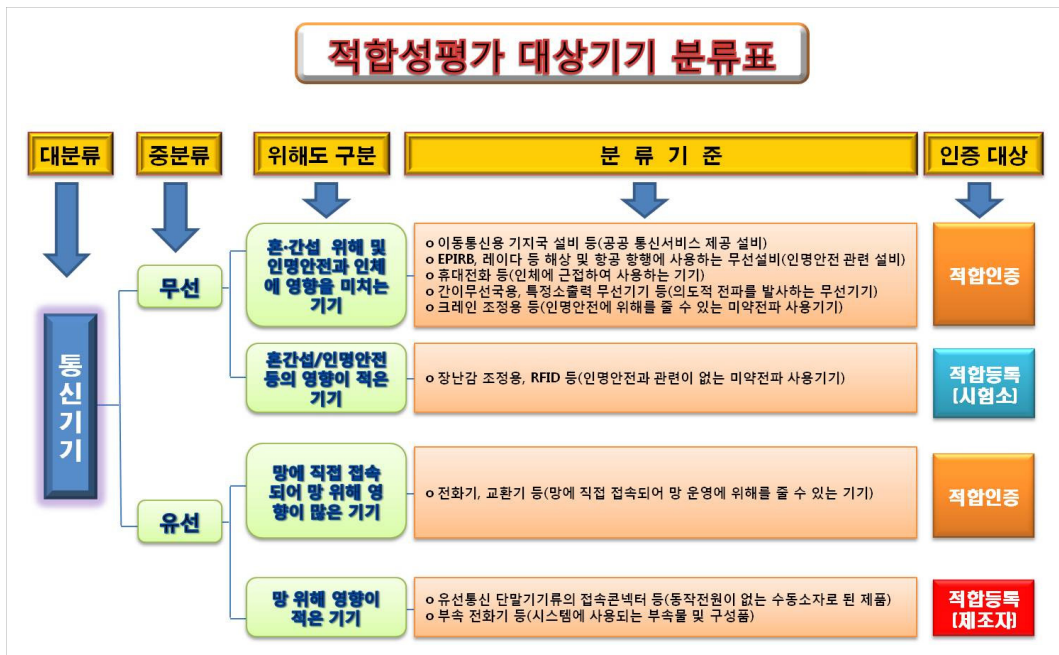 적합성평가 대상기기 분류표
대분류
중분류
위해도 구분
분 류 기 준
인증 대상
통신기기
무선
혼·간섭 위해 및
인명안전과 인체
에 영향을 미치는
기기
o 이동통신용 기지국 설비 등(공공 통신서비스 제공 설비)
o EPIRB, 레이다 등 해상 및 항공 항행에 사용하는 무선설비(인명안전 관련 설비)
o 휴대전화 등(인체에 근접하여 사용하는 기기)
o 간이무선국용, 특정소출력 무선기기 등(의도적 전파를 발사하는 무선기기)
o 크레인 조정용 등(인명안전에 위해를 줄 수 있는 미약전파 사용기기)
적합인증
혼간섭/인명안전
등의 영향이 적은
기기
o 장난감 조정용, RFID 등(인명안전과 관련이 없는 미약전파 사용기기)
적합등록
[시험소]
유선
망에 직접 접속
되어 망 위해 영
향이 많은 기기
o 전화기, 교환기 등(망에 직접 접속되어 망 운영에 위해를 줄 수 있는 기기)
적합인증
망 위해 영향이
적은 기기
o 유선통신 단말기기류의 접속콘넥터 등(동작전원이 없는 수동소자로 된 제품)
o 부속 전화기 등(시스템에 사용되는 부속물 및 구성품)
적합등록
[제조자]